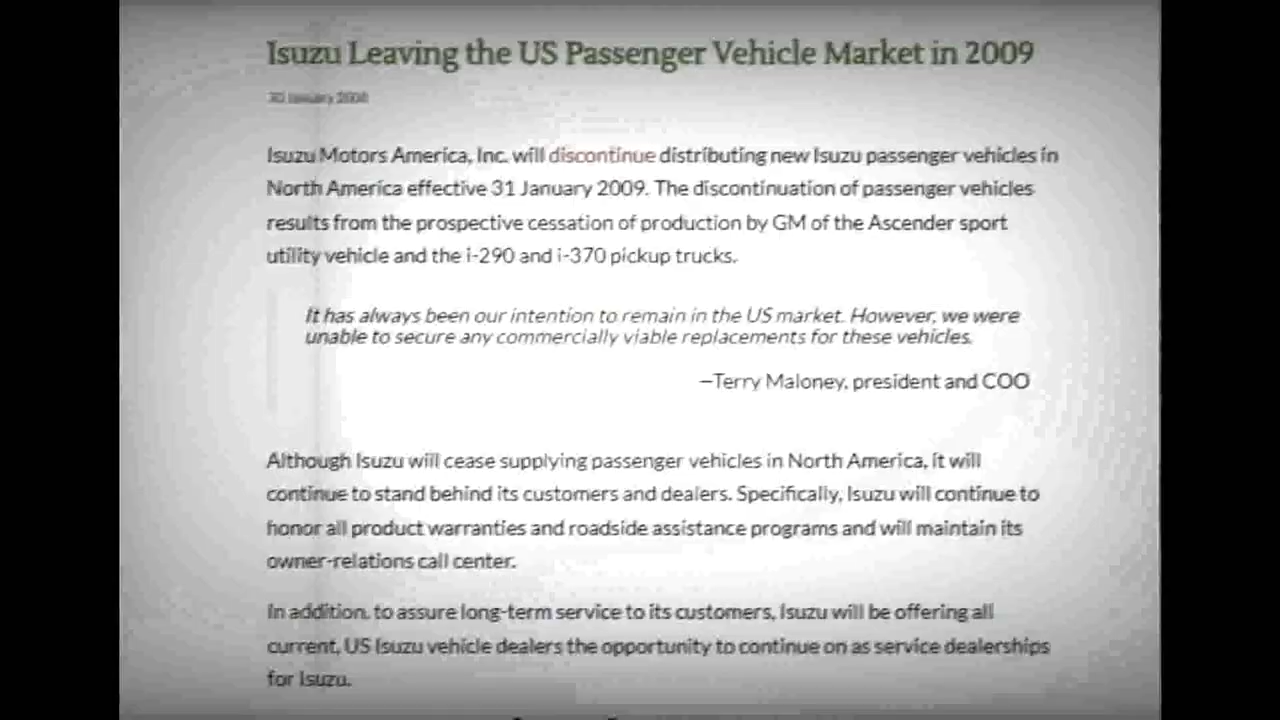 Isuzu Leaving the US Passenger Vehicle Market in 2009
30 January 2008
Isuzu Motors America, Inc. will discontinue distributing new Isuzu passenger vehicles in
North America effective 31 January 2009. The discontinuation of passenger vehicles
results from the prospective cessation of production by GM of the Ascender sport
utility vehicle and the i-290 and i-370 pickup trucks.
It has always been our intention to remain in the US market. However, we were
unable to secure any commercially viable replacements for these vehicles.
—Terry Maloney, president and COO
Although Isuzu will cease supplying passenger vehicles in North America, it will
continue to stand behind its customers and dealers. Specifically, Isuzu will continue to
honor all product warranties and roadside assistance programs and will maintain its
owner-relations call center.
In addition, to assure long-term service to its customers, Isuzu will be offering all
current, US Isuzu vehicle dealers the opportunity to continue on as service dealerships
for Isuzu.